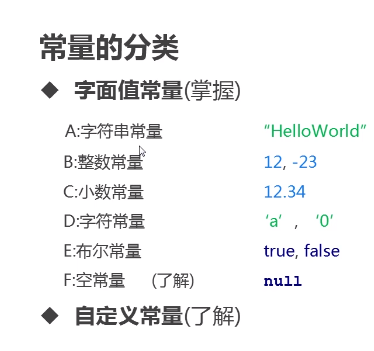 常量的分类
◆ 字面值常量(掌握)
A:字符串常量 “HelloWorld”
B:整数常量 12, -23
C:小数常量 12.34
D:字符常量 ‘a’, ‘0’
E:布尔常量 true, false
F:空常量 (了解) null
◆ 自定义常量(了解)